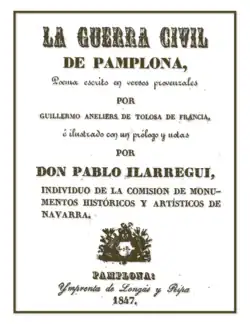 LA GUERRA CIVIL
DE PAMPLONA,
Poema escrito en versos provenzales
POR
GUILLERMO ANELIERS DE TOLOSA DE FRANCIA,
é ilustrado con un prólogo y notas
POR
DON PABLO ILARREGUI,
INDIVIDUO DE LA COMISION DE MONU-
MENTOS HISTÓRICOS Y ARTÍSTICOS DE
NAVARRA.
PAMPLONA:
Ymprenta de Longás y Ripa
1847.